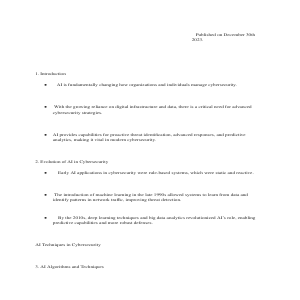 Published on December 30th
2023.
1. Introduction
● AI is fundamentally changing how organizations and individuals manage cybersecurity.
● With the growing reliance on digital infrastructure and data, there is a critical need for advanced
cybersecurity strategies.
● AI provides capabilities for proactive threat identification, advanced responses, and predictive
analytics, making it vital in modern cybersecurity.
2. Evolution of AI in Cybersecurity
● Early AI applications in cybersecurity were rule-based systems, which were static and reactive.
● The introduction of machine learning in the late 1990s allowed systems to learn from data and
identify patterns in network traffic, improving threat detection.
● By the 2010s, deep learning techniques and big data analytics revolutionized AI's role, enabling
predictive capabilities and more robust defenses.
AI Techniques in Cybersecurity
3. AI Algorithms and Techniques